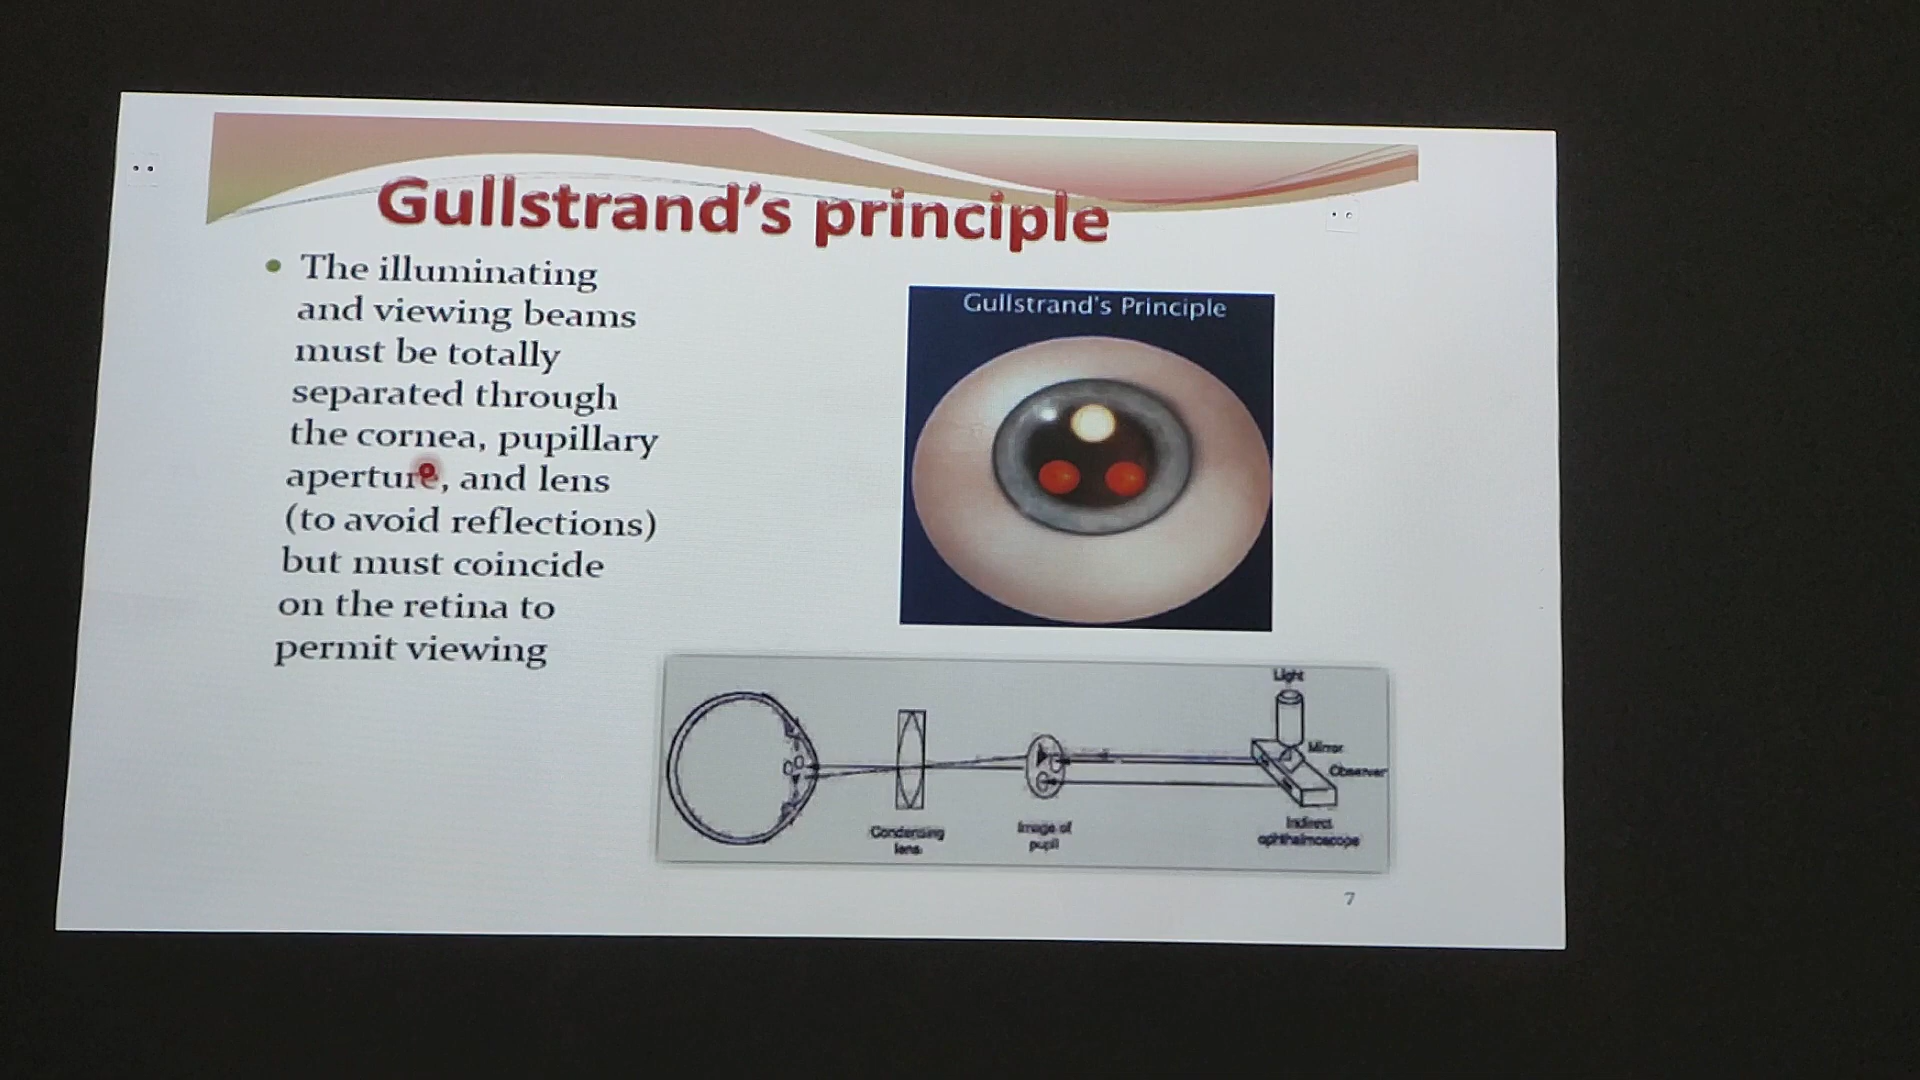 Gullstrand's principle
• The illuminating
and viewing beams
must be totally
separated through
the cornea, pupillary
aperture, and lens
(to avoid reflections)
but must coincide
on the retina to
permit viewing
Gullstrand's Principle
Light
Mirror
Observer
Condensing
lens
Image of
pupil
Indirect
ophthalmoscope
7